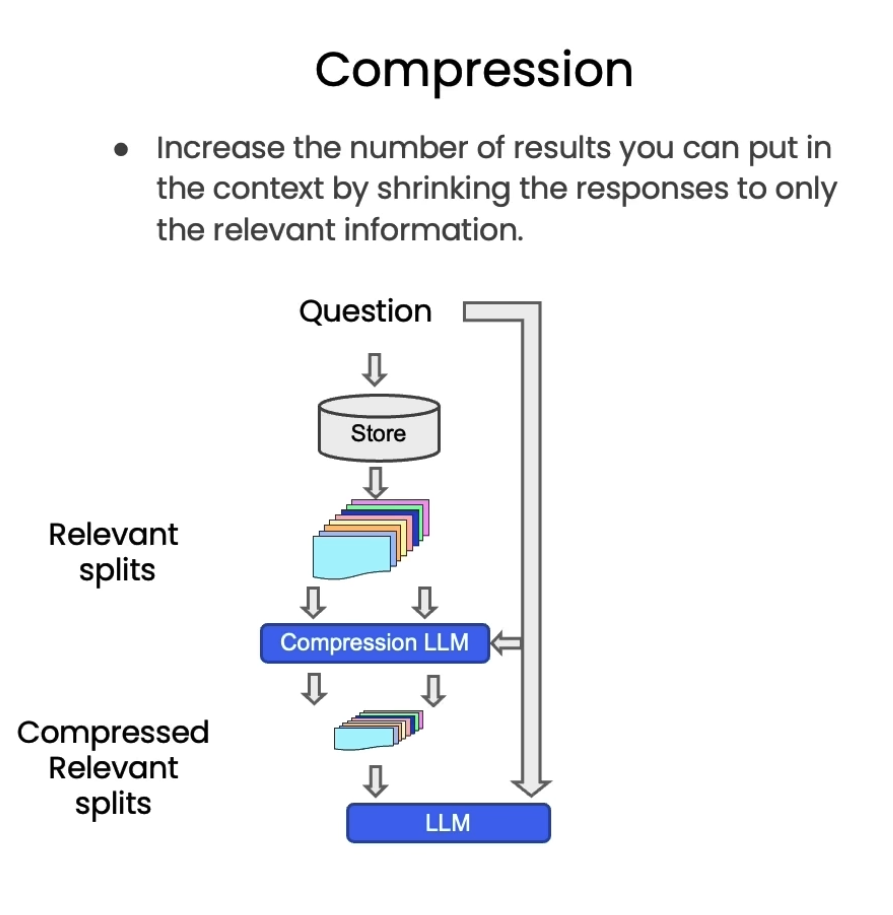 Compression
● Increase the number of results you can put in
the context by shrinking the responses to only
the relevant information.
Question
Store
Relevant
splits
Compression LLM
Compressed
Relevant
splits
LLM